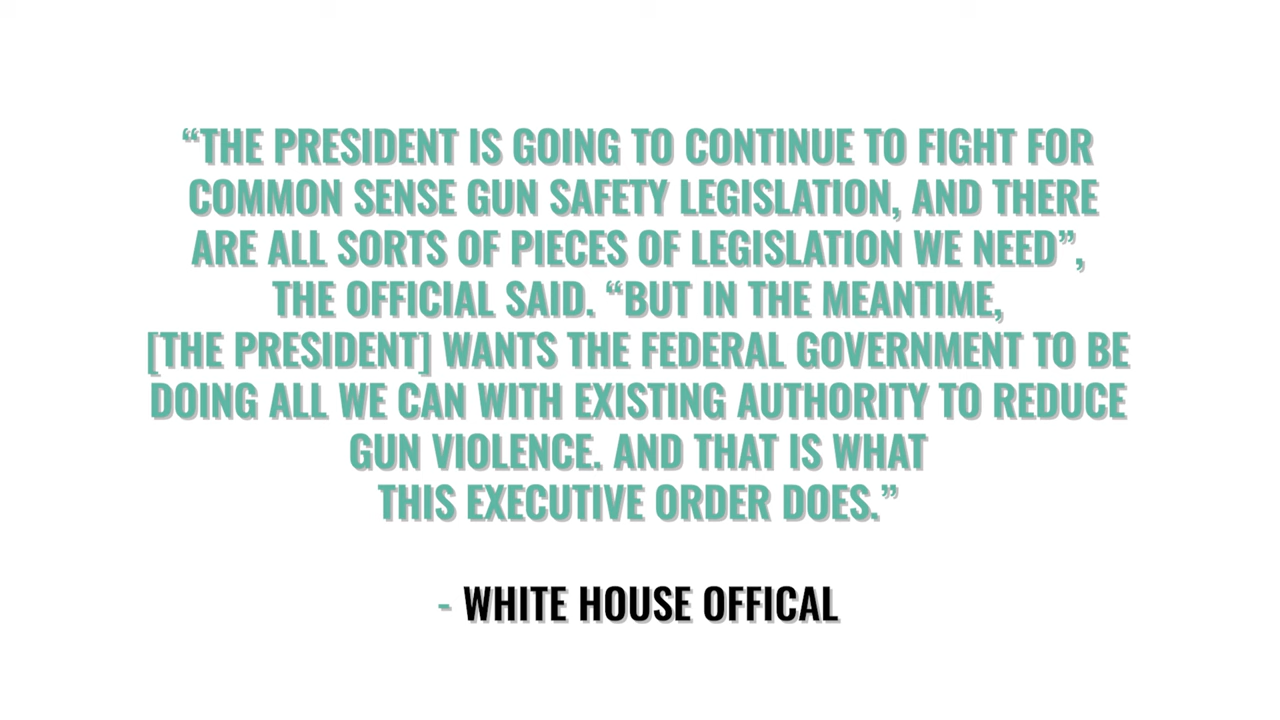 “THE PRESIDENT IS GOING TO CONTINUE TO FIGHT FOR
COMMON SENSE GUN SAFETY LEGISLATION, AND THERE
ARE ALL SORTS OF PIECES OF LEGISLATION WE NEED”,
THE OFFICIAL SAID. “BUT IN THE MEANTIME,
[THE PRESIDENT] WANTS THE FEDERAL GOVERNMENT TO BE
DOING ALL WE CAN WITH EXISTING AUTHORITY TO REDUCE
GUN VIOLENCE. AND THAT IS WHAT
THIS EXECUTIVE ORDER DOES.”
- WHITE HOUSE OFFICAL